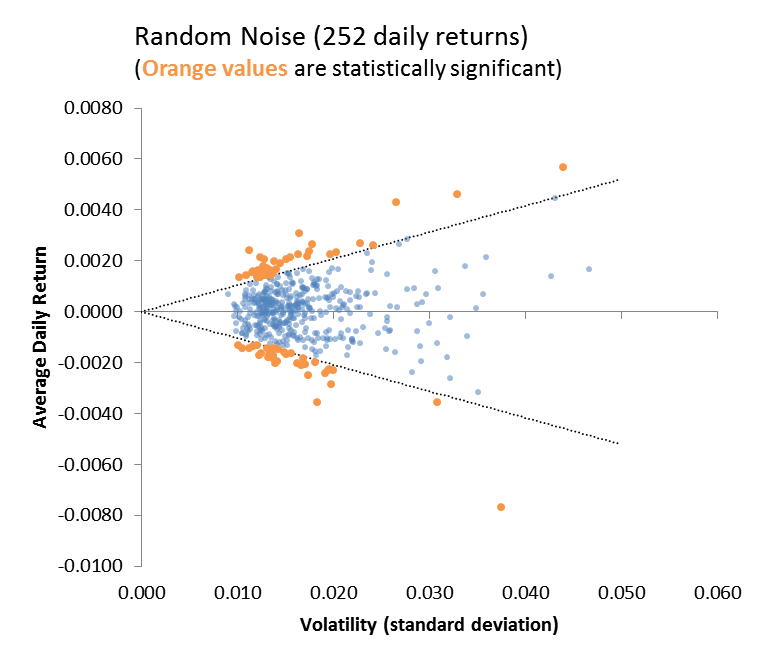 Random Noise (252 daily returns)
(Orange values are statistically significant)
0.0080
0.0060
0.0040
0.0020
0.0000
-0.0020
-0.0040
-0.0060
-0.0080
-0.0100
Average Daily Return
0.000 0.010 0.020 0.030 0.040 0.050 0.060
Volatility (standard deviation)